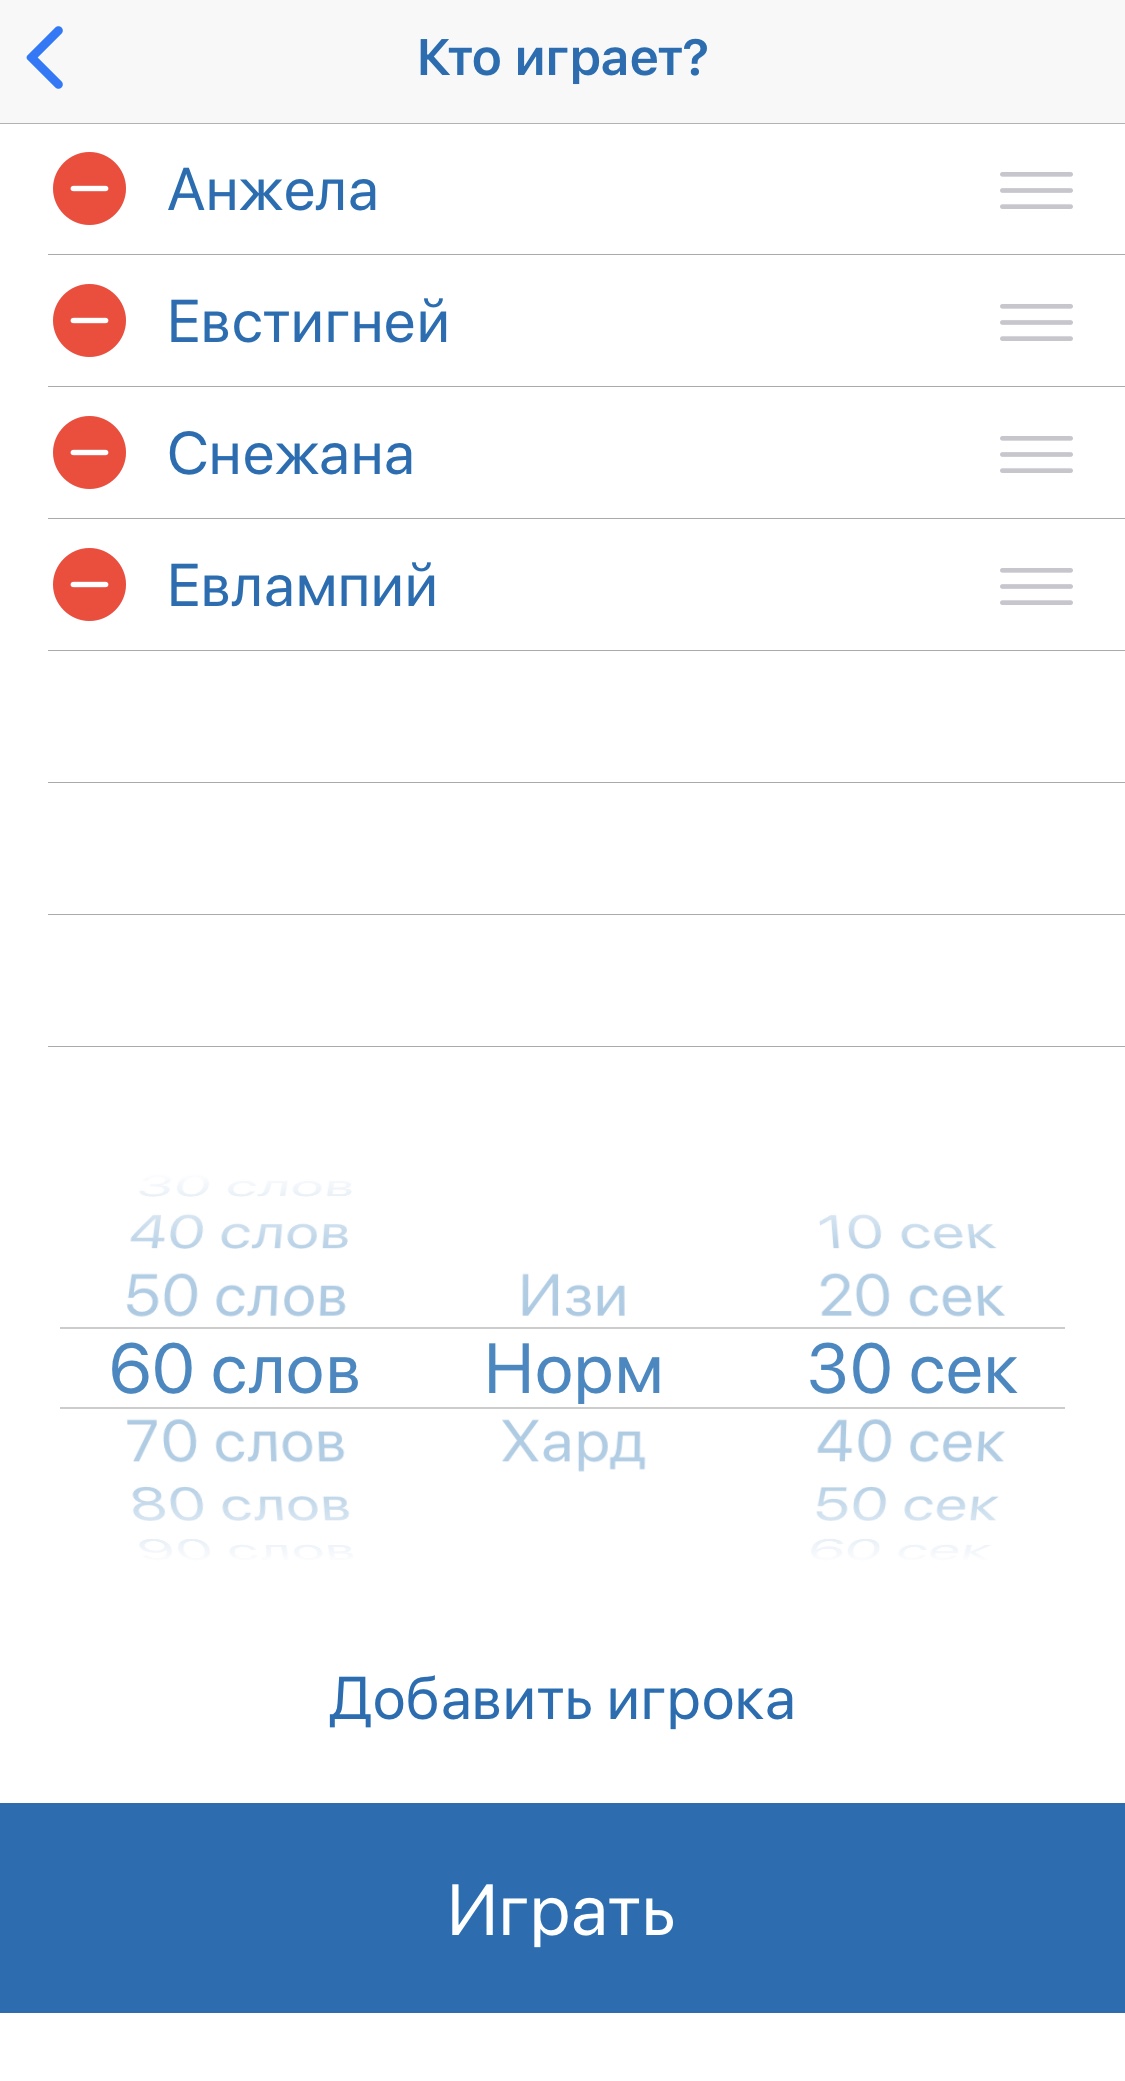 Кто играет?
Анжела
Евстигней
Снежана
Евлампий
30 слов
40 слов 10 сек
50 слов Изи 20 сек
60 слов Норм 30 сек
70 слов Хард 40 сек
80 слов 50 сек
90 слов 60 сек
Добавить игрока
Играть